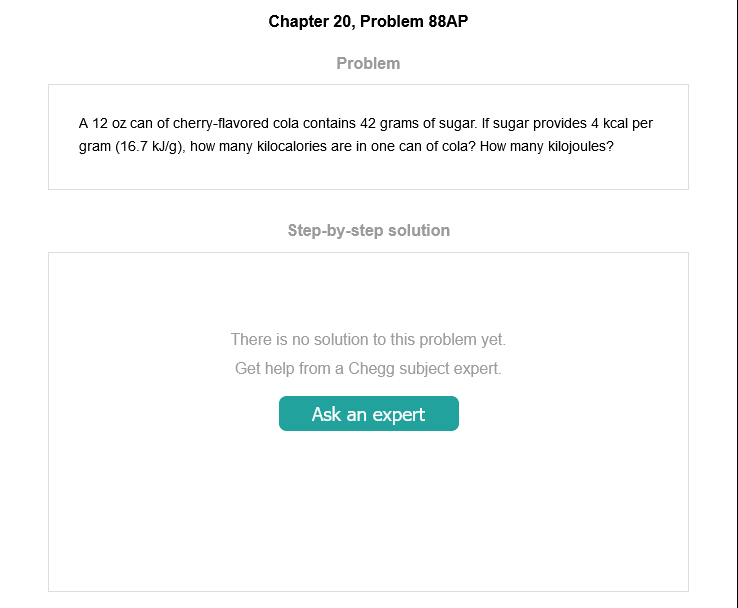 Chapter 20, Problem 88AP
Problem
A 12 oz can of cherry-flavored cola contains 42 grams of sugar. If sugar provides 4 kcal per
gram (16.7 kJ/g), how many kilocalories are in one can of cola? How many kilojoules?
Step-by-step solution
There is no solution to this problem yet.
Get help from a Chegg subject expert.
Ask an expert